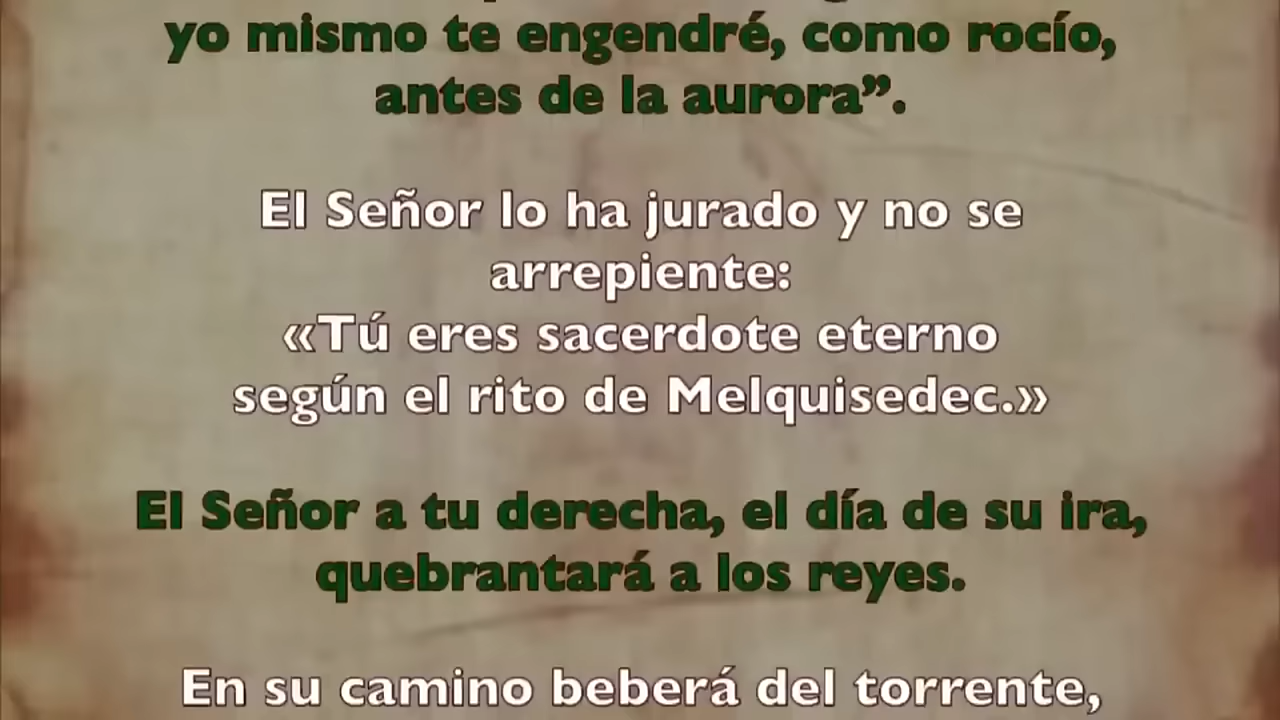 yo mismo te engendré, como rocío,
antes de la aurora”.
El Señor lo ha jurado y no se
arrepiente:
«Tú eres sacerdote eterno
según el rito de Melquisedec.»
El Señor a tu derecha, el día de su ira,
quebrantará a los reyes.
En su camino beberá del torrente,